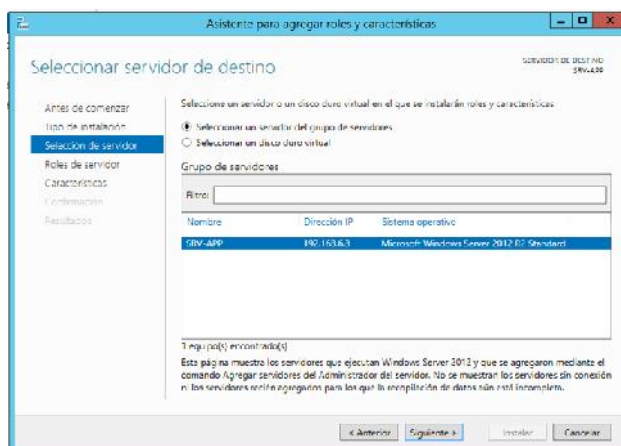 Asistente para agregar roles y características
Seleccionar servidor de destino
SERVIDOR DE DESTINO
SRV-APP
Antes de comenzar
Tipo de instalación
Selección de servidor
Roles de servidor
Características
Confirmación
Resultados
Seleccione un servidor o un disco duro virtual en el que se instalarán roles y características.
Seleccionar un servidor del grupo de servidores
Seleccionar un disco duro virtual
Grupo de servidores
Filtro:
Nombre Dirección IP Sistema operativo
SRV-APP Microsoft Windows Server 2012 R2 Standard
1 equipo(s) encontrado(s)
Esta página muestra los servidores que ejecutan Windows Server 2012 y que se agregaron mediante el
comando Agregar servidores del Administrador del servidor. No se muestran los servidores sin conexión
ni los servidores recién agregados para los que la recopilación de datos aún está incompleta.
< Anterior Siguiente > Instalar Cancelar